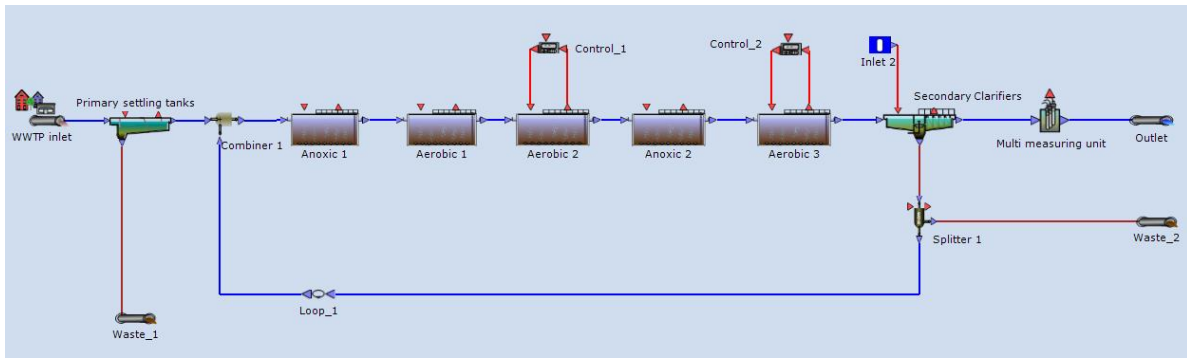 WWTP inlet
Primary settling tanks
Combiner 1
Anoxic 1
Aerobic 1
Control_1
Aerobic 2
Anoxic 2
Control_2
Aerobic 3
Inlet 2
Secondary Clarifiers
Multi measuring unit
Outlet
Splitter 1
Waste_2
Loop_1
Waste_1